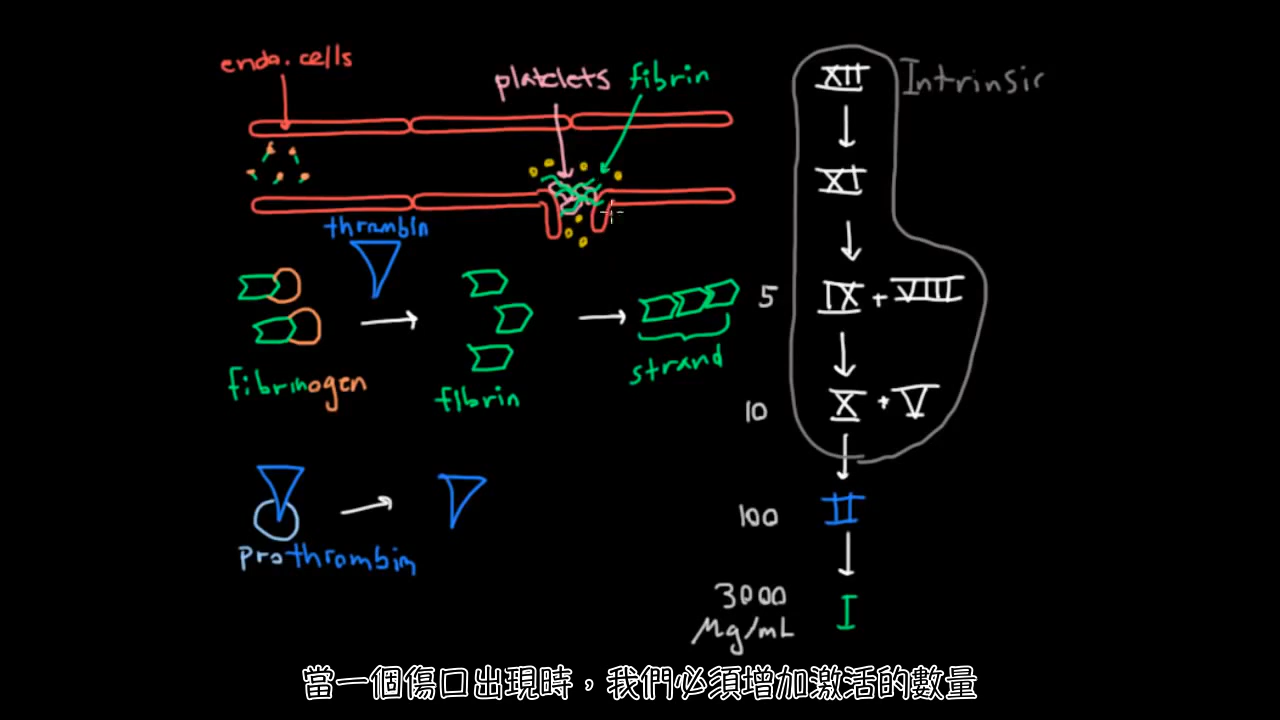 endo.cells
platelets fibrin
thrombin
fibrinogen
fibrin
strand
prothrombin
XII Intrinsic
XI
5 IX + VIII
10 X + V
100 II
3000
Mg/mL
I
當一個傷口出現時，我們必須增加激活的數量